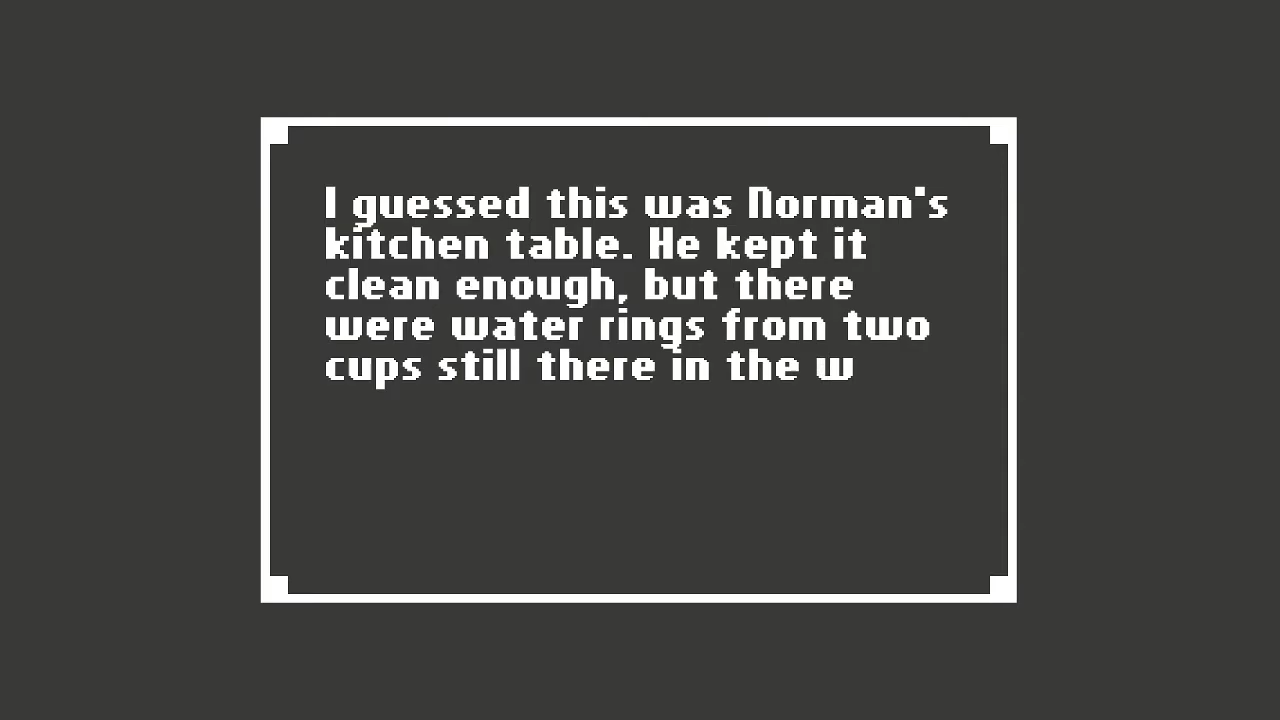 I guessed this was Norman's
kitchen table. He kept it
clean enough, but there
were water rings from two
cups still there in the w